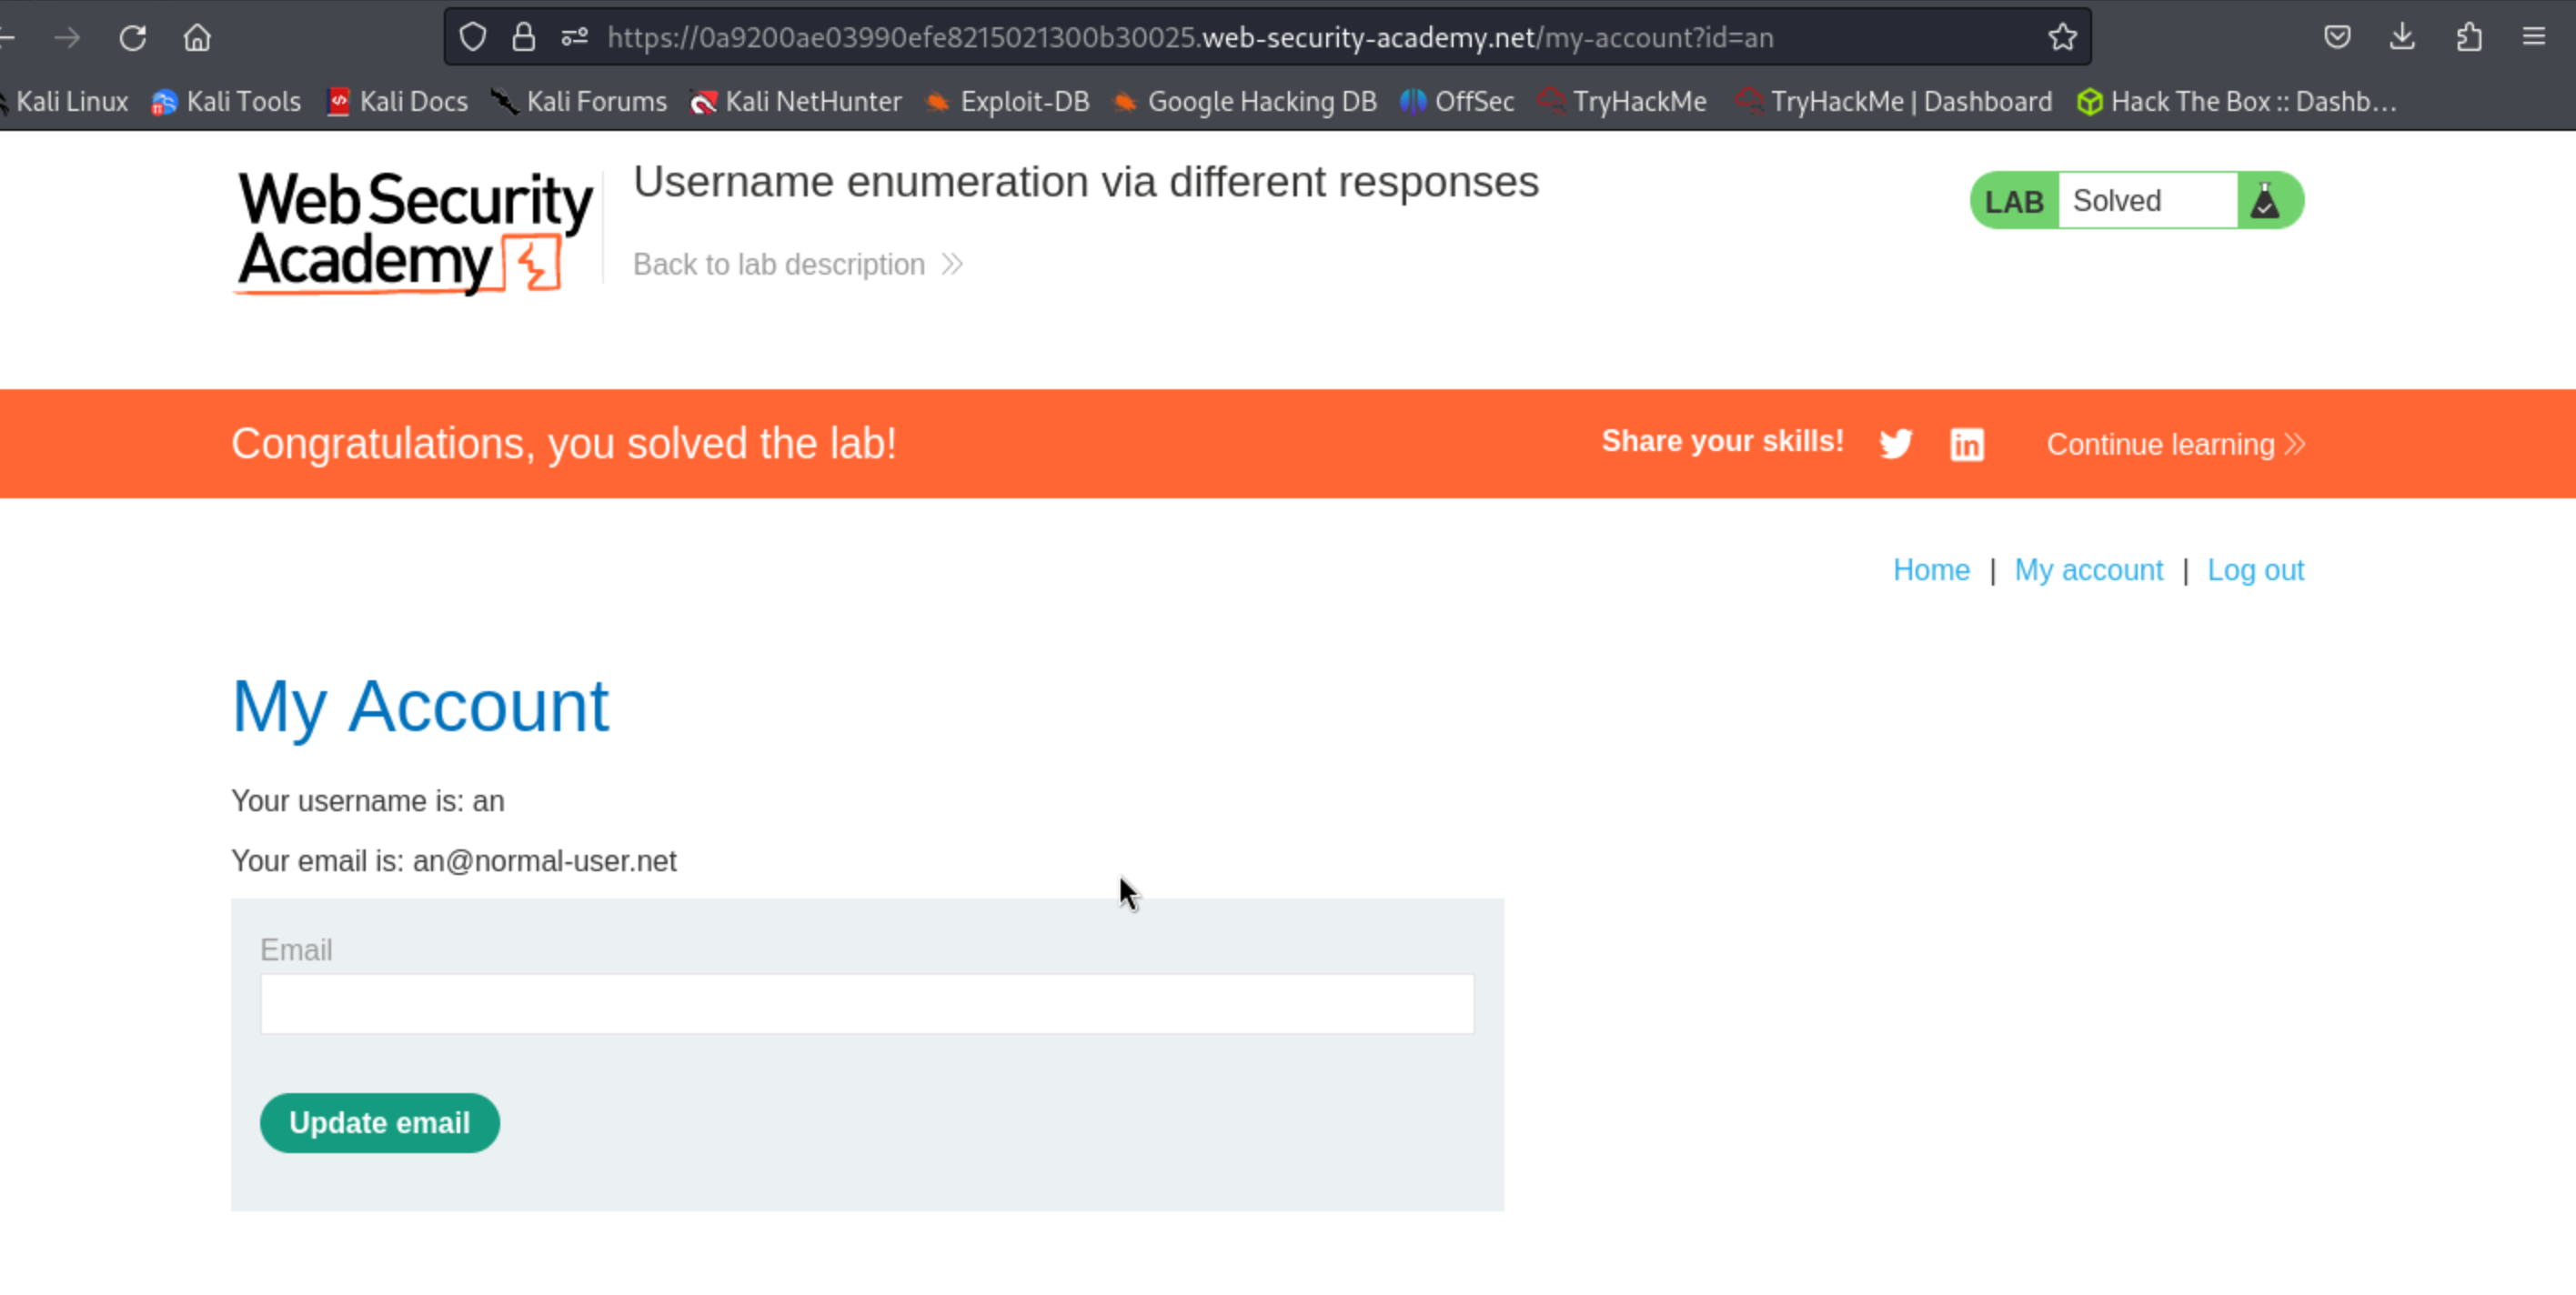 https://0a9200ae03990efe8215021300b30025.web-security-academy.net/my-account?id=an
Kali Linux Kali Tools Kali Docs Kali Forums Kali NetHunter Exploit-DB Google Hacking DB OffSec TryHackMe TryHackMe | Dashboard Hack The Box :: Dashb...
Web Security
Academy
Username enumeration via different responses
Back to lab description
LAB Solved
Congratulations, you solved the lab!
Share your skills! in Continue learning
Home | My account | Log out
My Account
Your username is: an
Your email is: an@normal-user.net
Email
Update email